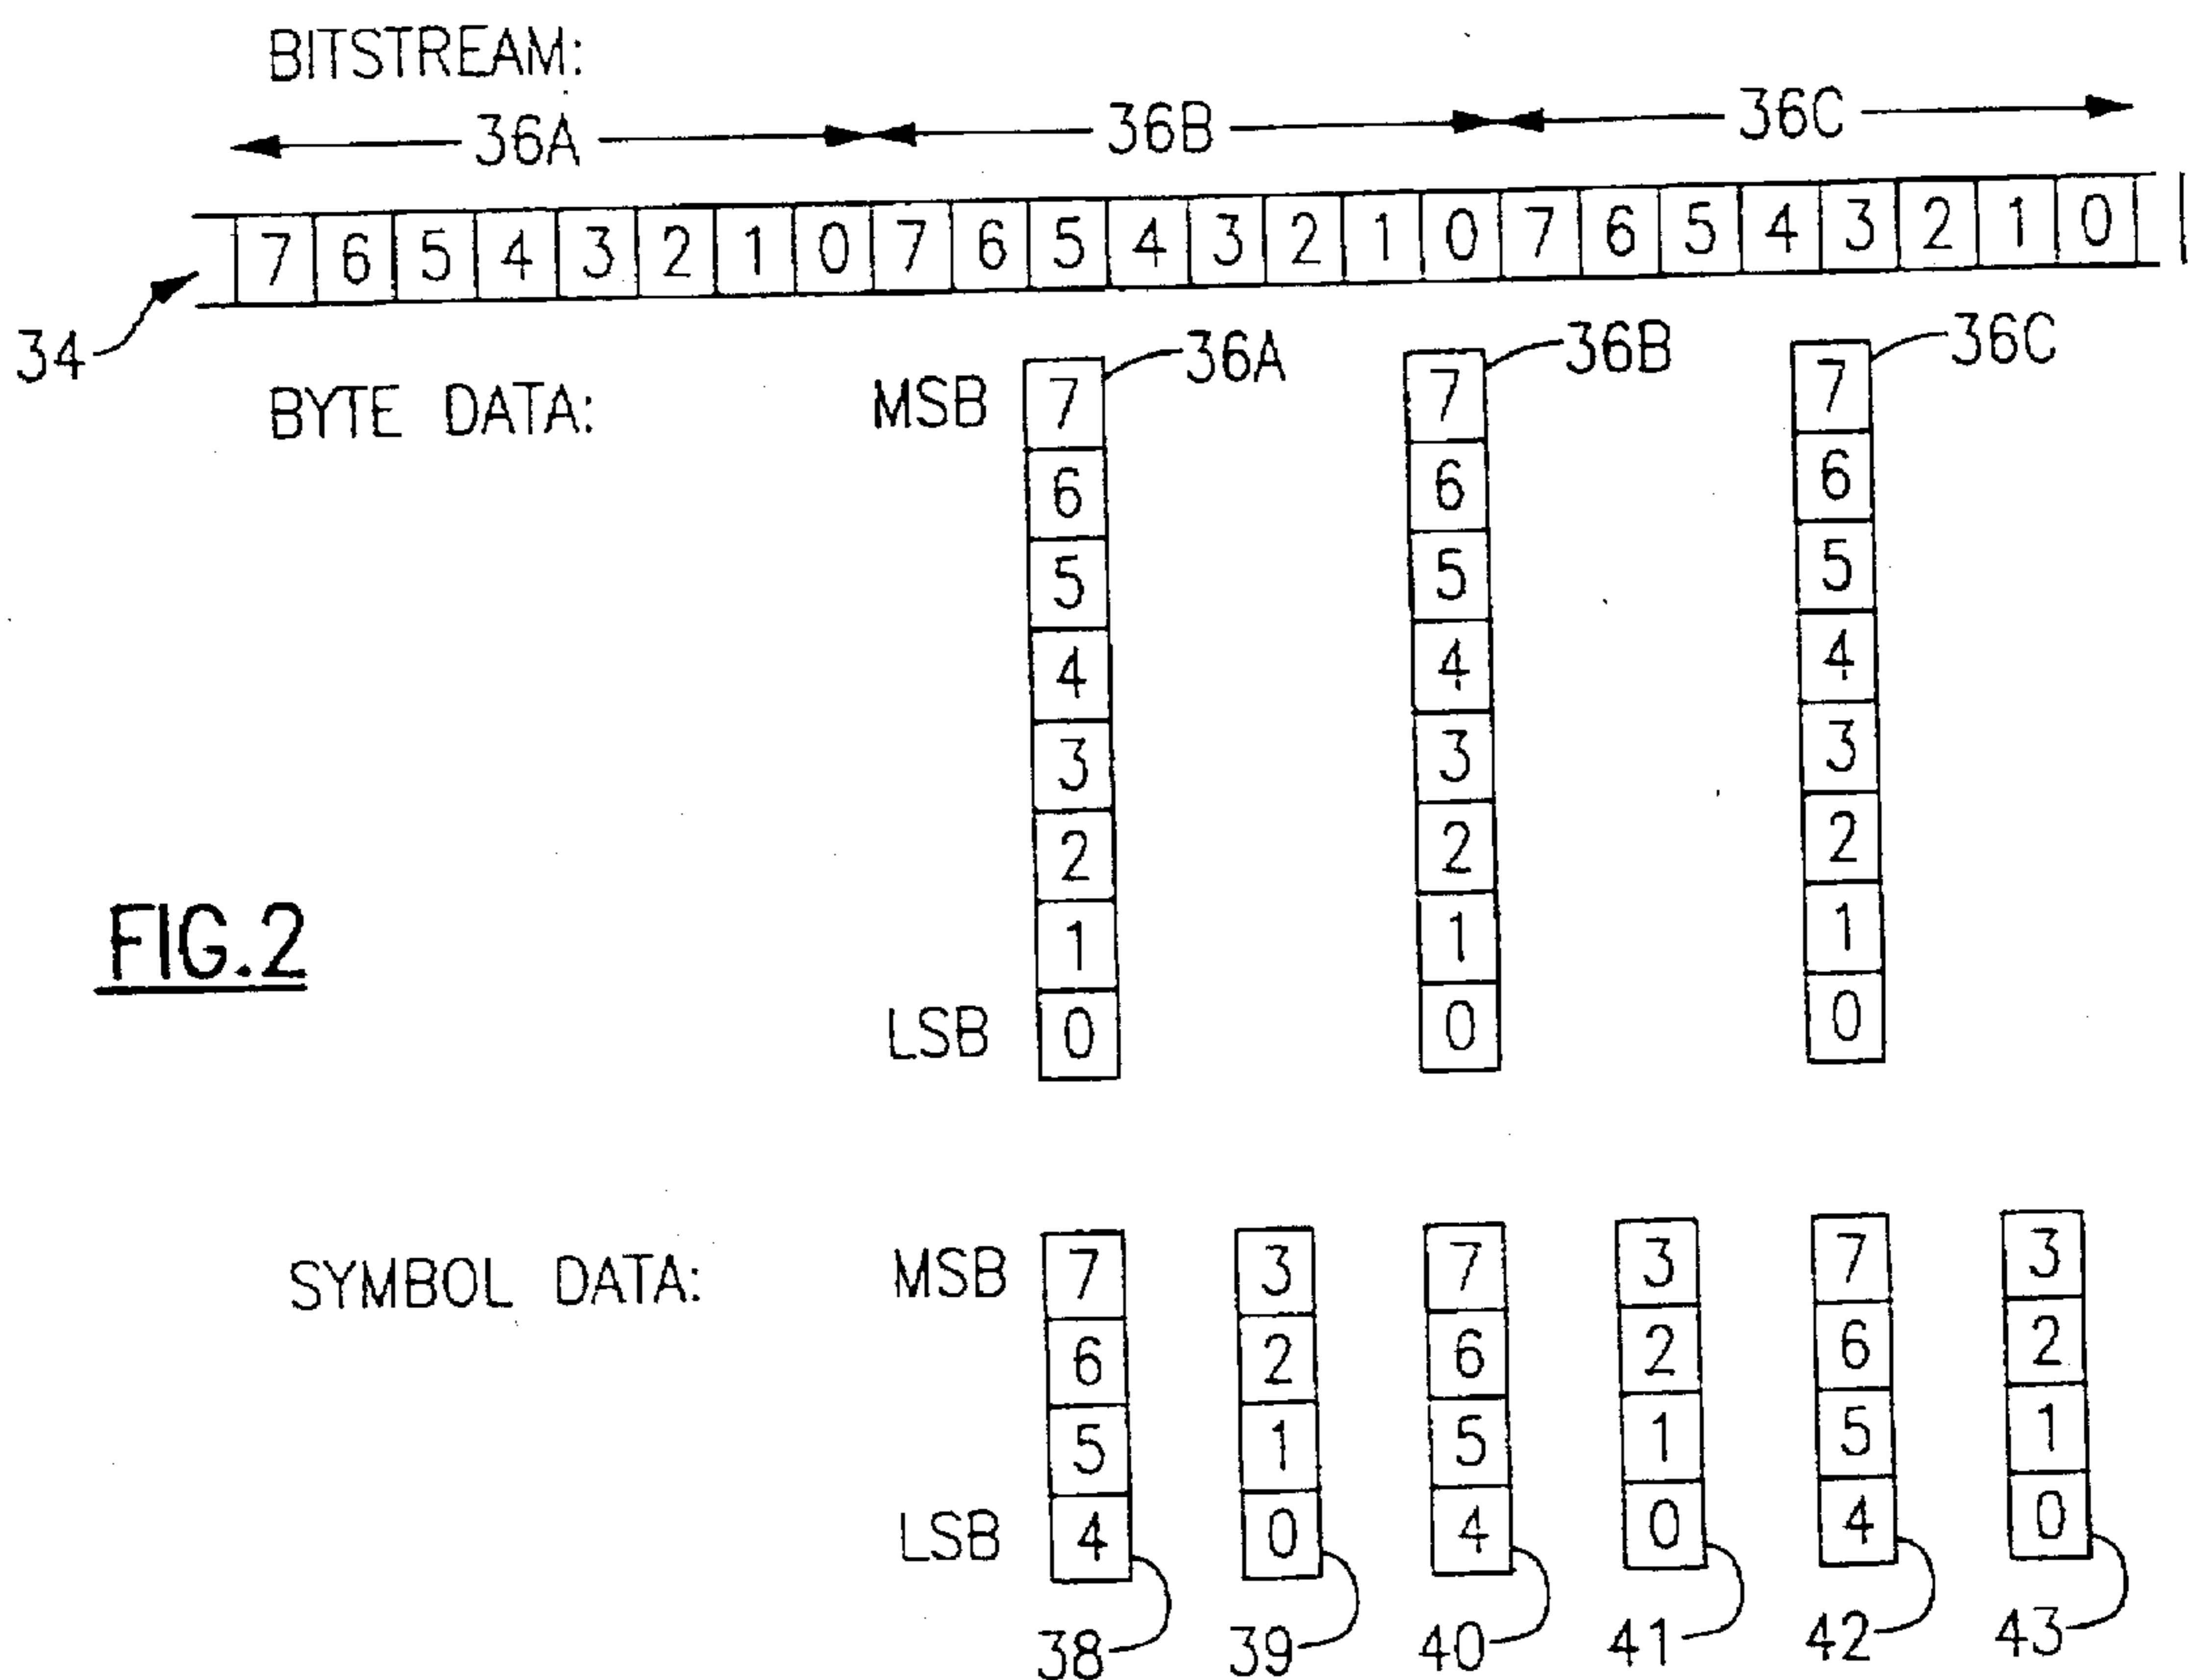 BITSTREAM:
36A 36B 36C
7 6 5 4 3 2 1 0 7 6 5 4 3 2 1 0 7 6 5 4 3 2 1 0
34
36A 36B 36C
BYTE DATA: MSB 7 7 7
6 6 6
5 5 5
4 4 4
3 3 3
2 2 2
FIG.2
1 1 1
LSB 0 0 0
SYMBOL DATA: MSB 7 3 7 3 7 3
6 2 6 2 6 2
5 1 5 1 5 1
LSB 4 0 4 0 4 0
38 39 40 41 42 43